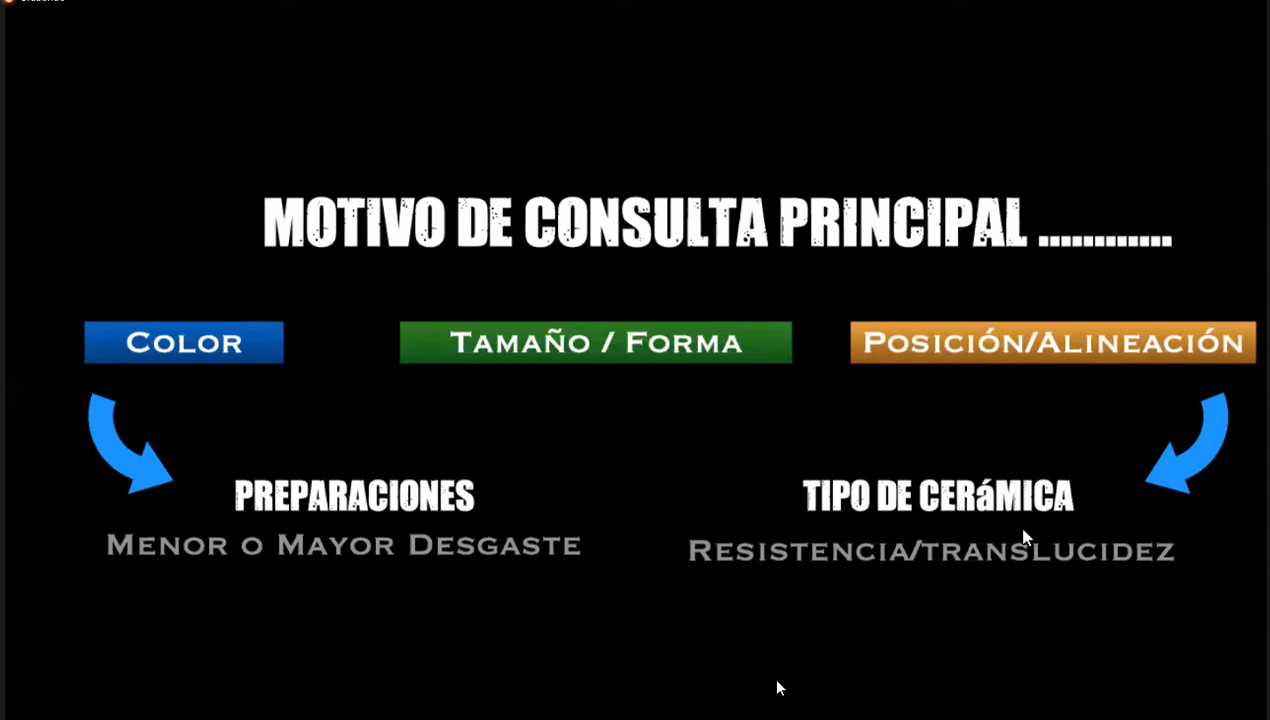 MOTIVO DE CONSULTA PRINCIPAL ............
COLOR
TAMAÑO / FORMA
POSICIÓN/ALINEACIÓN
PREPARACIONES
TIPO DE CERáMICA
MENOR O MAYOR DESGASTE
RESISTENCIA/TRANSLUCIDEZ